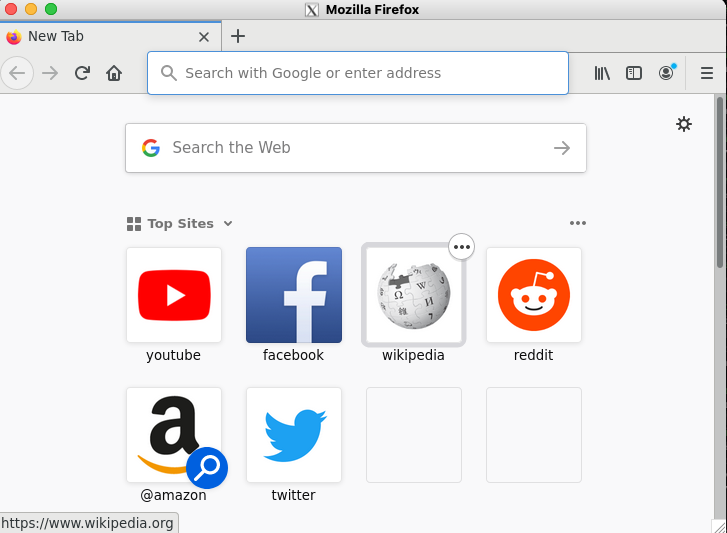 Mozilla Firefox
New Tab
Search with Google or enter address
Search the Web
Top Sites
youtube
facebook
wikipedia
reddit
@amazon
twitter
https://www.wikipedia.org